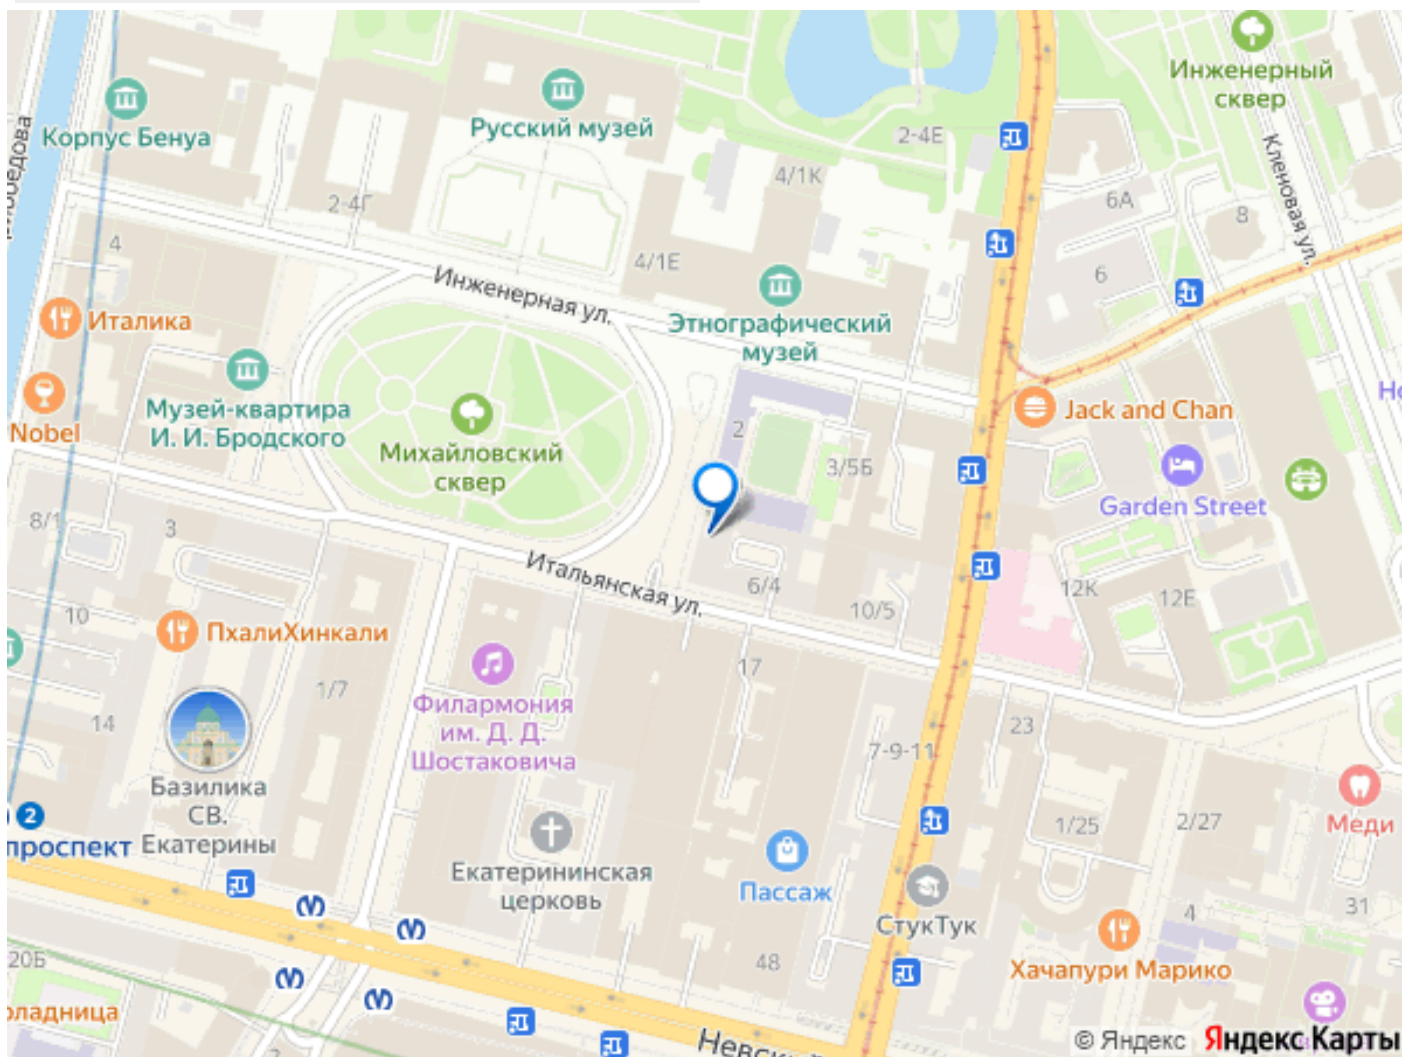 Инженерный
сквер
Русский музей
Корпус Бенуа
2-4Е
4/1К
Кленовая ул.
2-4Г
6А
8
4
4/1Е
6
Инженерная ул.
Италика
Этнографический
музей
Музей-квартира
И. И. Бродского
Nobel
Михайловский
сквер
Jack and Chan
2
3/5Б
Garden Street
8/1
3
Итальянская ул.
6/4
10/5
12К
12Е
10
ПхалиХинкали
17
1/7
Филармония
им. Д. Д.
Шостаковича
14
23
7-9-11
Базилика
СВ.
Екатерины
2
проспект
1/25
2/27
Меди
Екатерининская
церковь
Пассаж
СтукТук
4
31
48
20Б
Хачапури Марико
оладница
© Яндекс Яндекс Карты